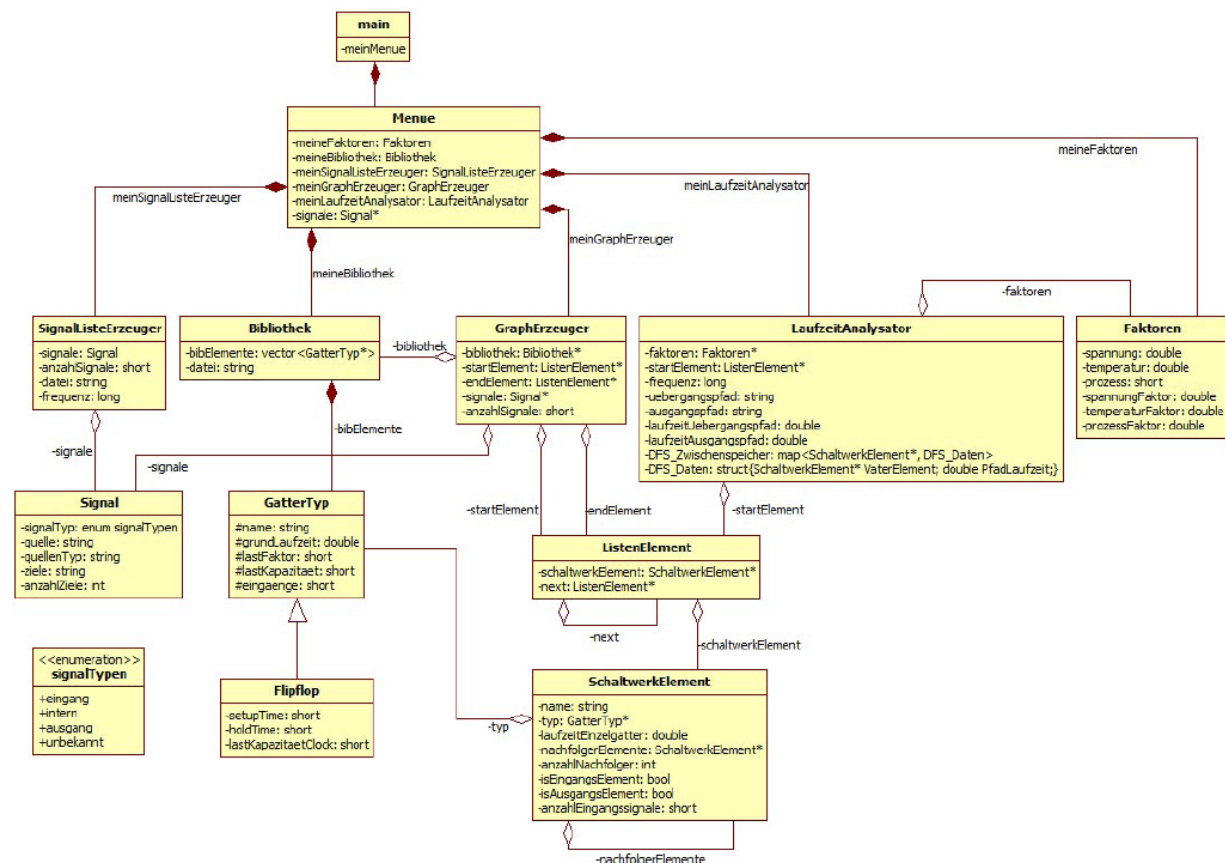 main
-meinMenue
Menue
-meineFaktoren: Faktoren
-meineBibliothek: Bibliothek
-meinSignalListeErzeuger: SignalListeErzeuger
-meinGraphErzeuger: GraphErzeuger
-meinLaufzeitAnalysator: LaufzeitAnalysator
-signale: Signal*
meineFaktoren
meinLaufzeitAnalysator
meinSignalListeErzeuger
meinGraphErzeuger
meineBibliothek
-faktoren
SignalListeErzeuger
-signale: Signal
-anzahlSignale: short
-datei: string
-frequenz: long
Bibliothek
-bibElemente: vector<GatterTyp*>
-datei: string
-bibliothek
GraphErzeuger
-bibliothek: Bibliothek*
-startElement: ListenElement*
-endElement: ListenElement*
-signale: Signal*
-anzahlSignale: short
LaufzeitAnalysator
-faktoren: Faktoren*
-startElement: ListenElement*
-frequenz: long
-uebergangspfad: string
-ausgangspfad: string
-laufzeitUebergangspfad: double
-laufzeitAusgangspfad: double
-DFS_Zwischenspeicher: map<SchaltwerkElement*, DFS_Daten>
-DFS_Daten: struct{SchaltwerkElement* VaterElement; double PfadLaufzeit;}
Faktoren
-spannung: double
-temperatur: double
-prozess: short
-spannungFaktor: double
-temperaturFaktor: double
-prozessFaktor: double
-bibElemente
-signale
-signale
-startElement
-endElement
-startElement
Signal
-signalTyp: enum signalTypen
-quelle: string
-quellenTyp: string
-ziele: string
-anzahlZiele: int
GatterTyp
#name: string
#grundLaufzeit: double
#lastFaktor: short
#lastKapazitaet: short
#eingaenge: short
ListenElement
-schaltwerkElement: SchaltwerkElement*
-next: ListenElement*
-next
-schaltwerkElement
<<enumeration>>
signalTypen
+eingang
+intern
+ausgang
+unbekannt
Flipflop
-setupTime: short
-holdTime: short
-lastKapazitaetClock: short
-typ
SchaltwerkElement
-name: string
-typ: GatterTyp*
-laufzeitEinzelgatter: double
-nachfolgerElemente: SchaltwerkElement*
-anzahlNachfolger: int
-isEingangsElement: bool
-isAusgangsElement: bool
-anzahlEingangssignale: short
-nachfolgerElemente